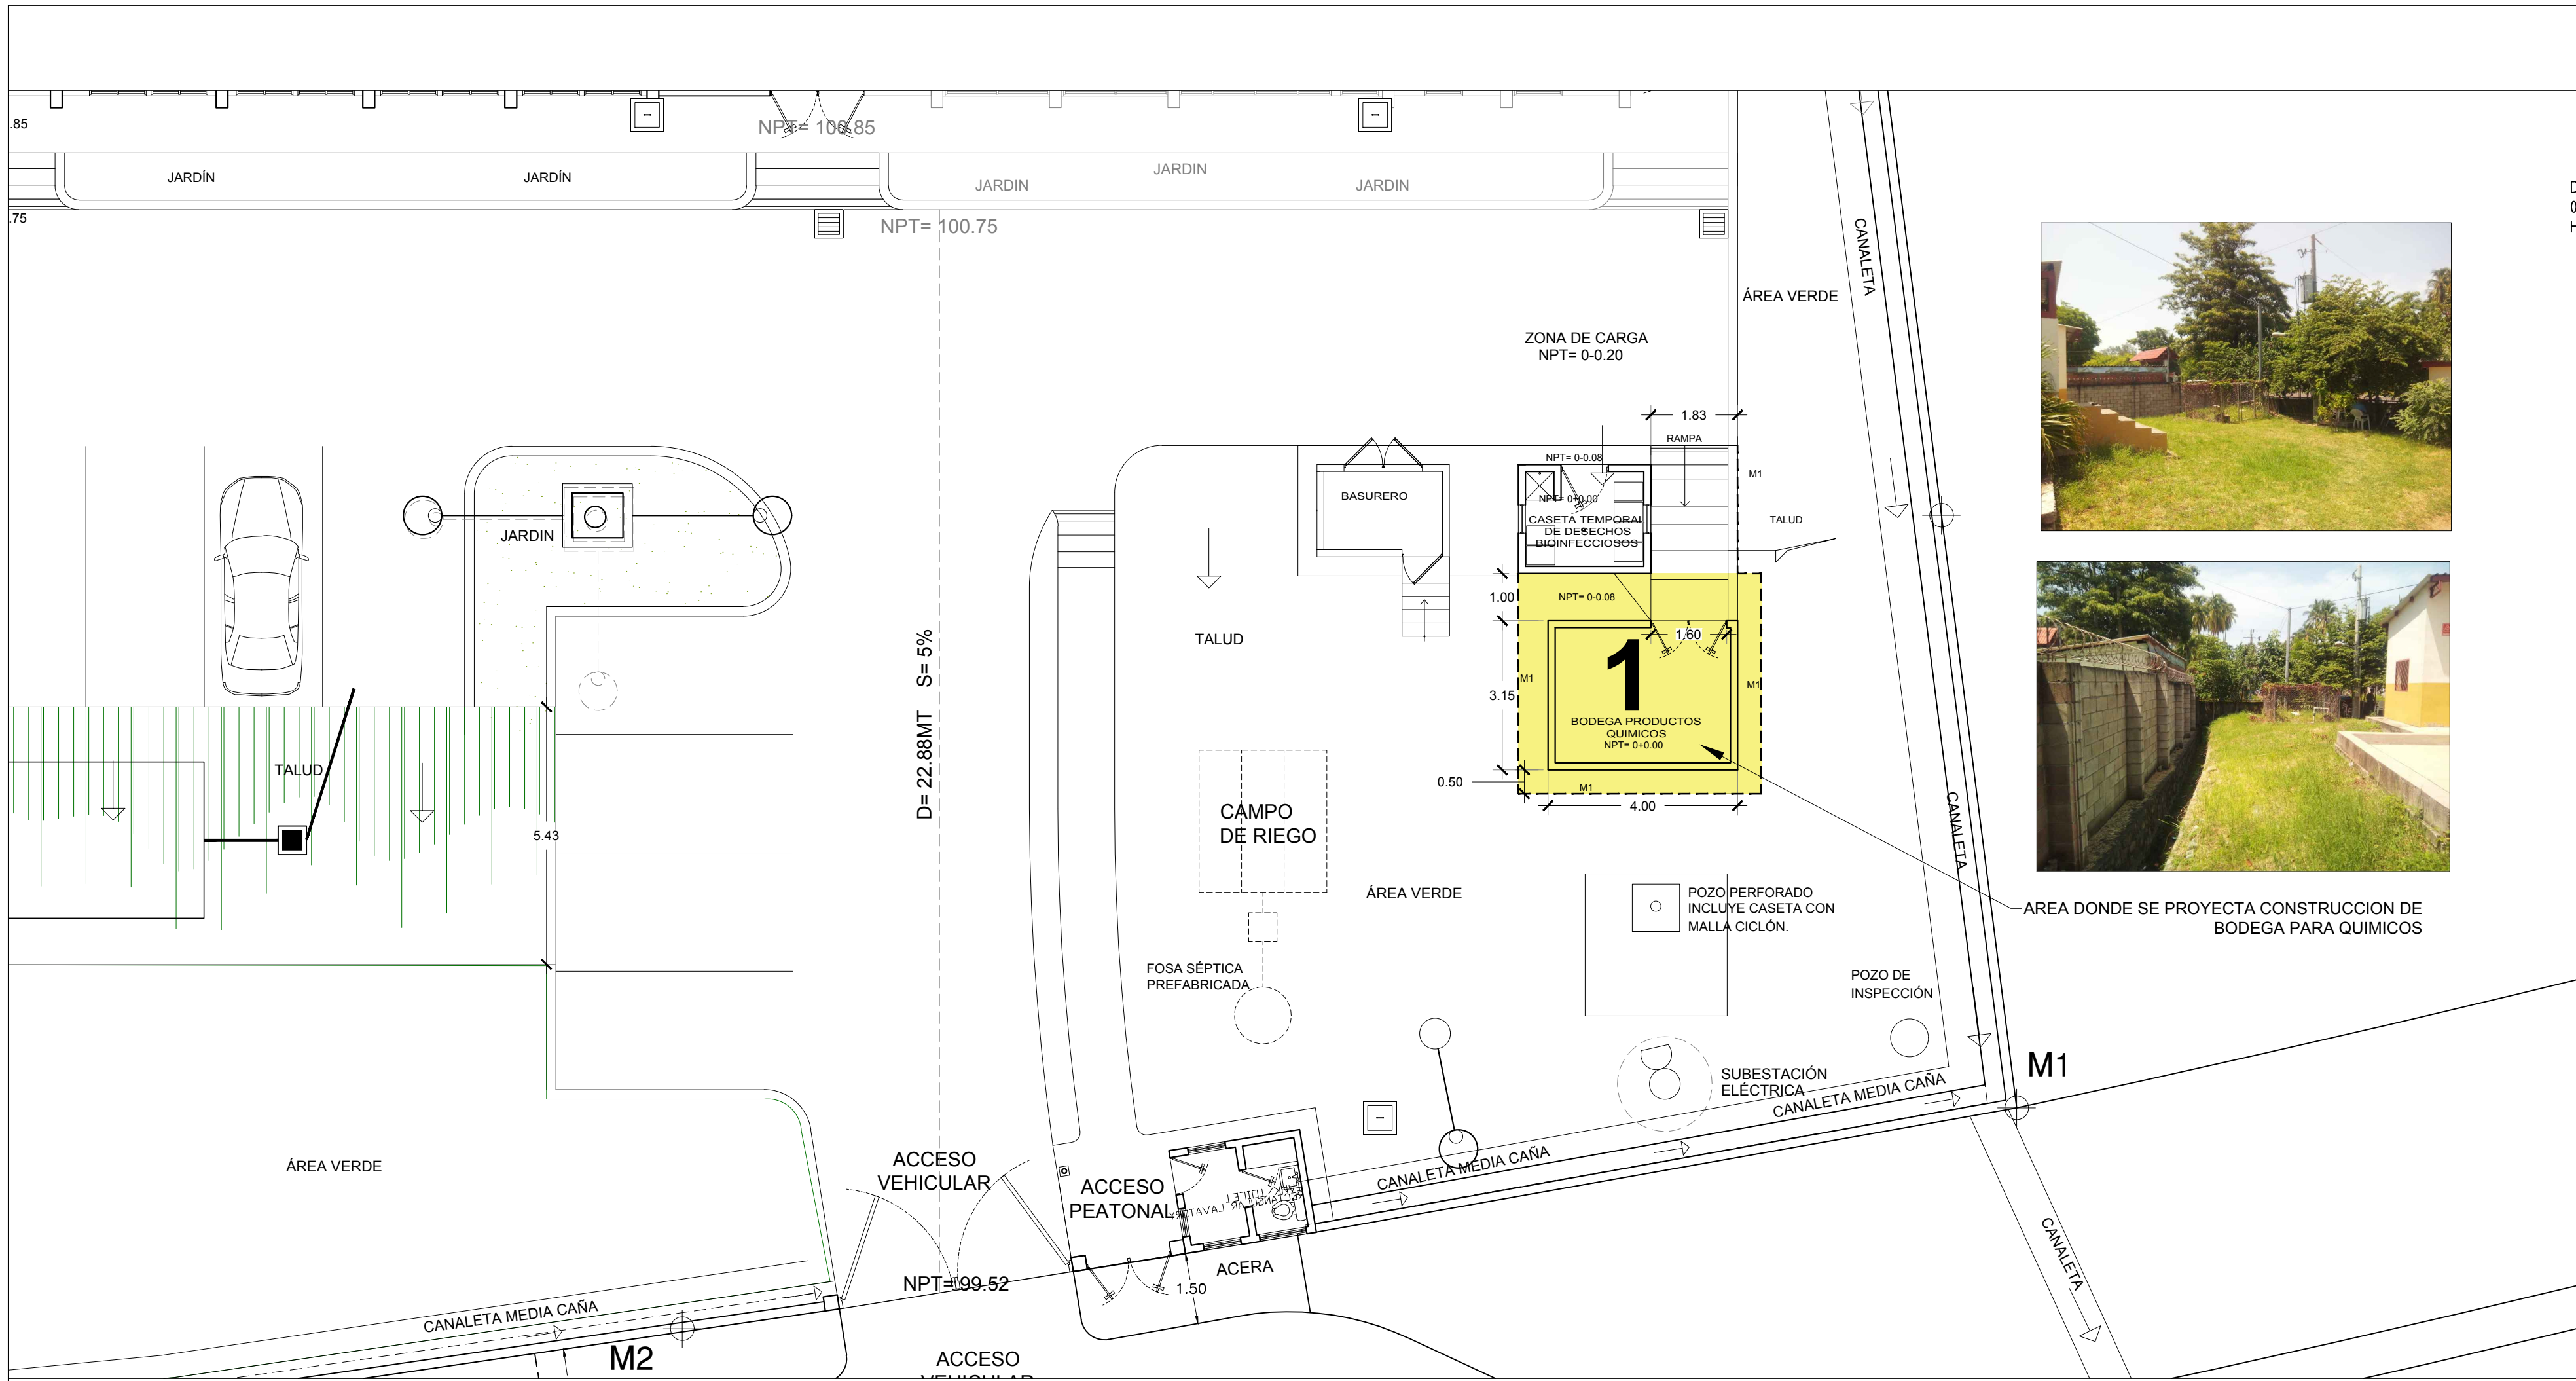 .85
NPT= 100.85
JARDÍN
JARDÍN
JARDIN
JARDIN
JARDIN
.75
NPT= 100.75
CANALETA
ÁREA VERDE
ZONA DE CARGA
NPT= 0-0.20
1.83
RAMPA
NPT= 0-0.08
M1
BASURERO
NPT= 0+0.00
CASETA TEMPORAL
DE DESECHOS
BIOINFECCIOSOS
TALUD
JARDIN
1.00
NPT= 0-0.08
TALUD
1.60
1
M1
M1
3.15
BODEGA PRODUCTOS
QUIMICOS
NPT= 0+0.00
D= 22.88MT S= 5%
TALUD
0.50
M1
4.00
CAMPO
DE RIEGO
5.43
CANALETA
ÁREA VERDE
POZO PERFORADO
INCLUYE CASETA CON
MALLA CICLÓN.
AREA DONDE SE PROYECTA CONSTRUCCION DE
BODEGA PARA QUIMICOS
FOSA SÉPTICA
PREFABRICADA
POZO DE
INSPECCIÓN
SUBESTACIÓN
ELÉCTRICA
M1
CANALETA MEDIA CAÑA
ÁREA VERDE
ACCESO
VEHICULAR
ACCESO
PEATONAL
TOILET
RECTANGULAR LAVATORY
CANALETA MEDIA CAÑA
CANALETA
ACERA
NPT= 99.52
1.50
CANALETA MEDIA CAÑA
M2
ACCESO
VEHICULAR